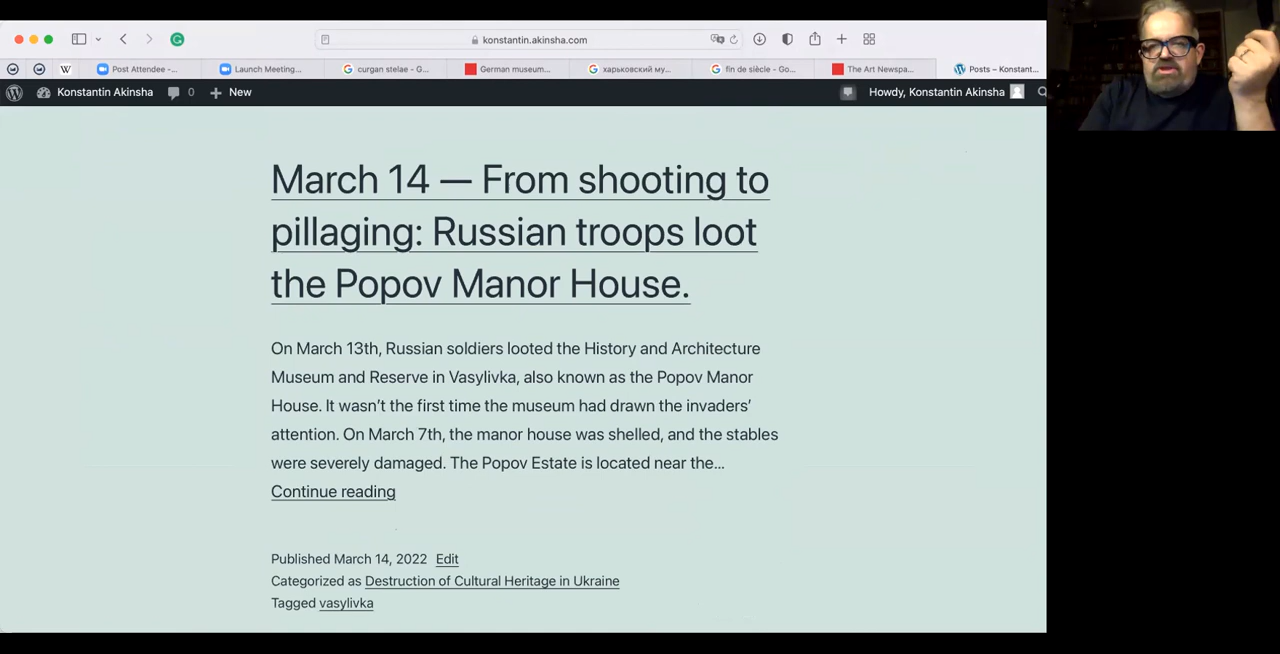 konstantin.akinsha.com
Post Attendee -...
Launch Meeting...
curgan stelae - G...
German museum...
харьковский му...
fin de siècle - Go...
The Art Newspa...
Posts – Konstant...
Konstantin Akinsha
0
New
Howdy, Konstantin Akinsha
March 14 — From shooting to
pillaging: Russian troops loot
the Popov Manor House.
On March 13th, Russian soldiers looted the History and Architecture
Museum and Reserve in Vasylivka, also known as the Popov Manor
House. It wasn’t the first time the museum had drawn the invaders’
attention. On March 7th, the manor house was shelled, and the stables
were severely damaged. The Popov Estate is located near the...
Continue reading
Published March 14, 2022 Edit
Categorized as Destruction of Cultural Heritage in Ukraine
Tagged vasylivka